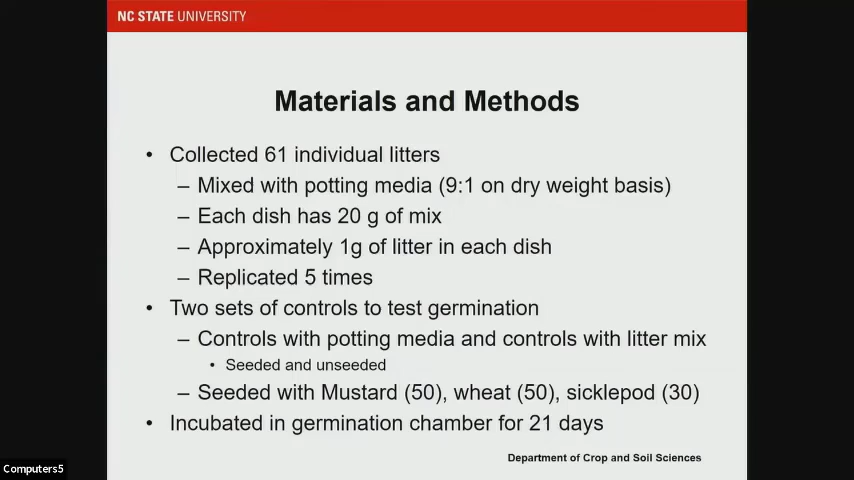 NC STATE UNIVERSITY
Materials and Methods
• Collected 61 individual litters
– Mixed with potting media (9:1 on dry weight basis)
– Each dish has 20 g of mix
– Approximately 1g of litter in each dish
– Replicated 5 times
• Two sets of controls to test germination
– Controls with potting media and controls with litter mix
• Seeded and unseeded
– Seeded with Mustard (50), wheat (50), sicklepod (30)
• Incubated in germination chamber for 21 days
Department of Crop and Soil Sciences
Computers5